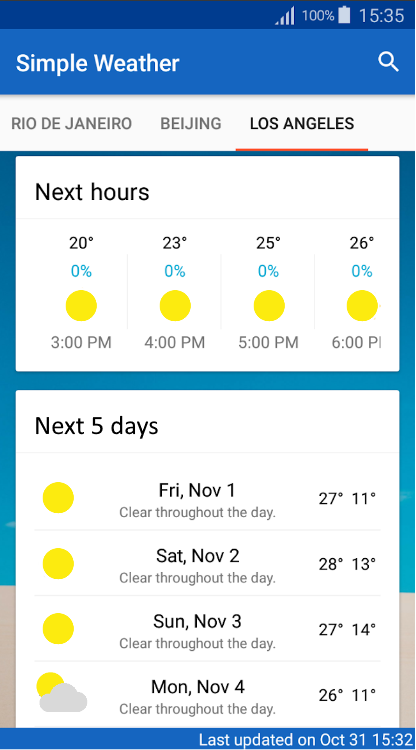 100% 15:35
Simple Weather
RIO DE JANEIRO BEIJING LOS ANGELES
Next hours
20° 23° 25° 26°
0% 0% 0% 0%
3:00 PM 4:00 PM 5:00 PM 6:00 P
Next 5 days
Fri, Nov 1
Clear throughout the day.
27° 11°
Sat, Nov 2
Clear throughout the day.
28° 13°
Sun, Nov 3
Clear throughout the day.
27° 14°
Mon, Nov 4
Clear throughout the day.
26° 11°
Last updated on Oct 31 15:32